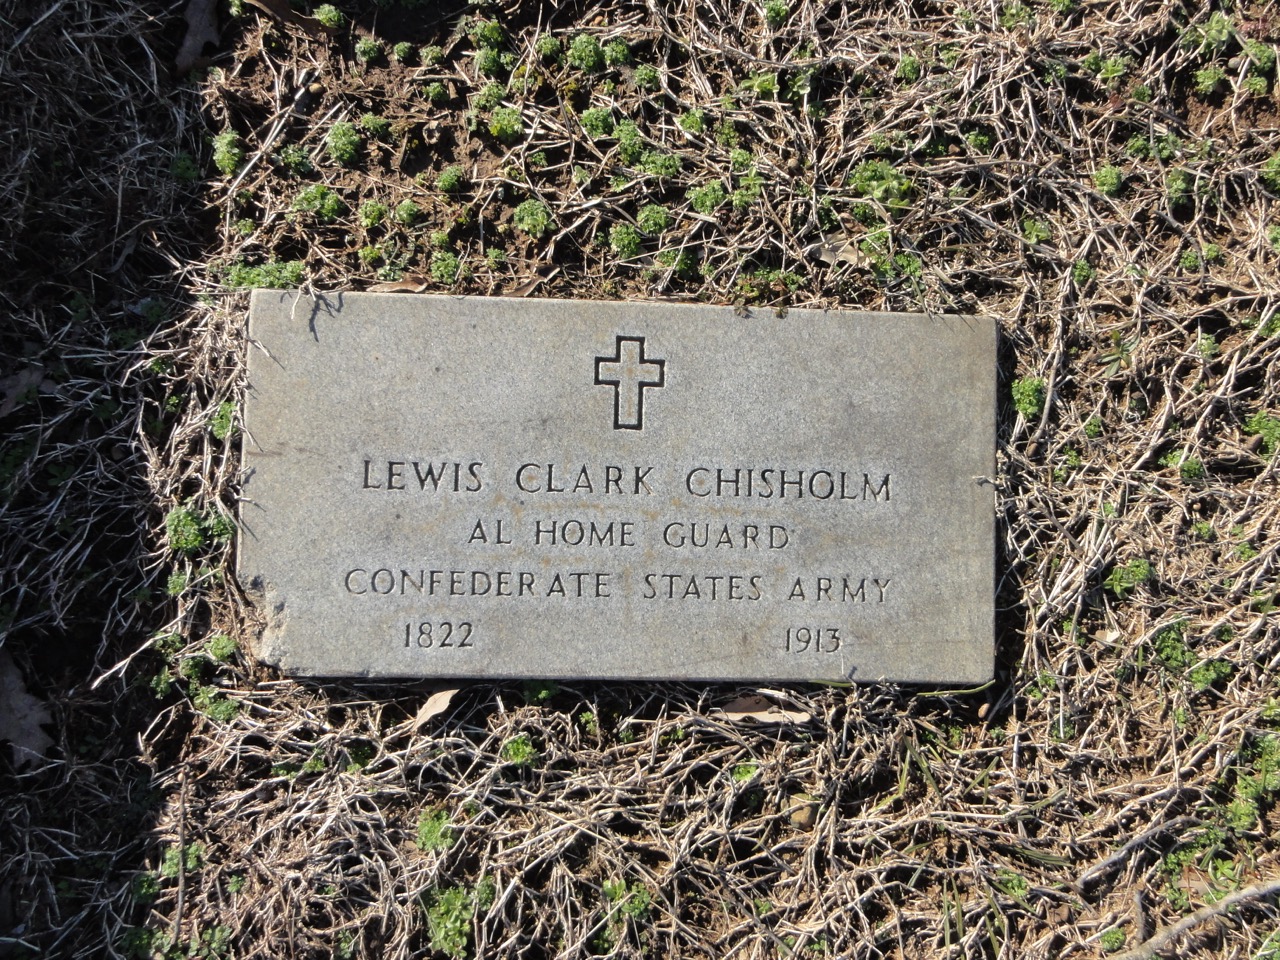 LEWIS CLARK CHISHOLM
AL HOME GUARD
CONFEDERATE STATES ARMY
1822 1913